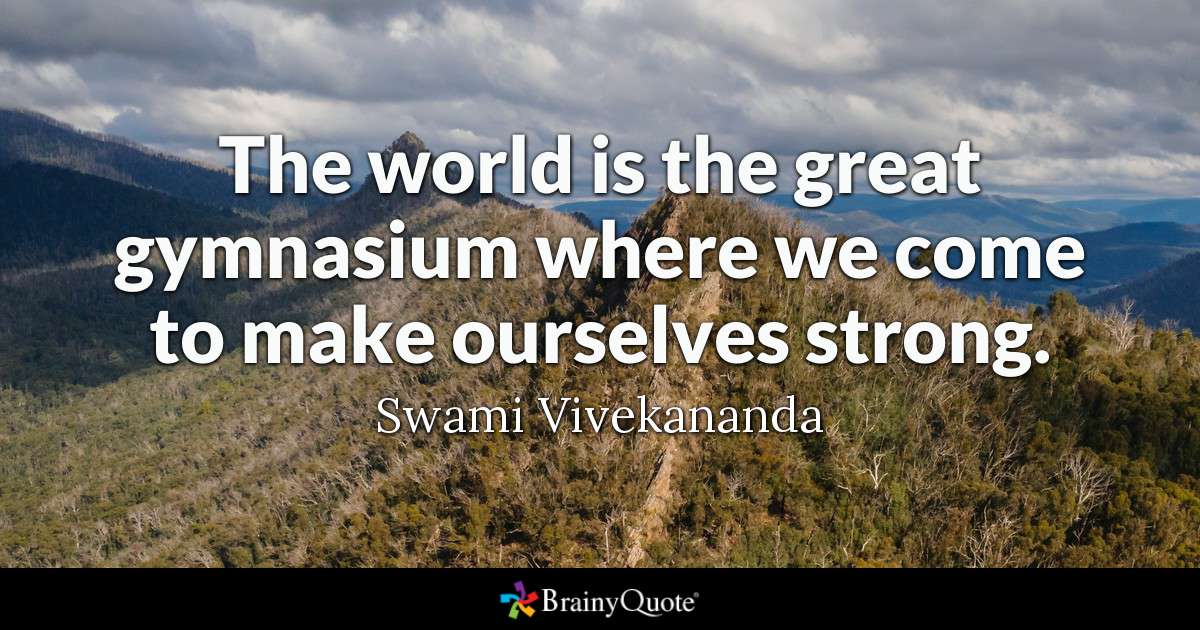 The world is the great
gymnasium where we come
to make ourselves strong.
Swami Vivekananda
BrainyQuote®